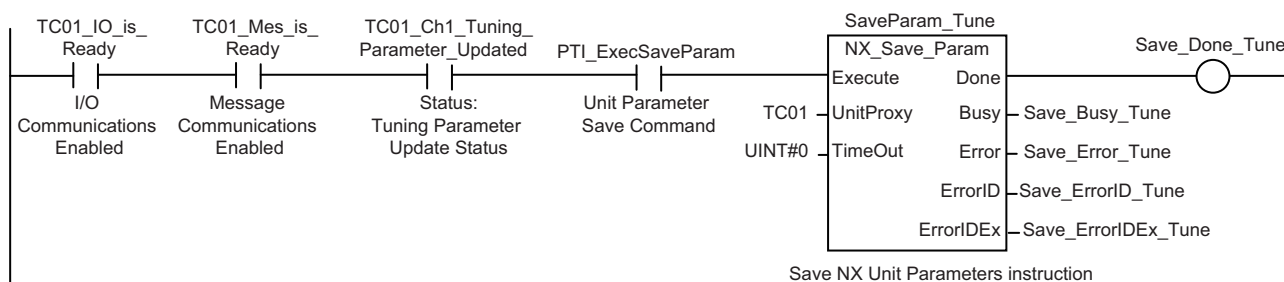 TC01_IO_is_
Ready
I/O
Communications
Enabled
TC01_Mes_is_
Ready
Message
Communications
Enabled
TC01_Ch1_Tuning_
Parameter_Updated
Status:
Tuning Parameter
Update Status
PTI_ExecSaveParam
Unit Parameter
Save Command
SaveParam_Tune
NX_Save_Param
Execute Done
TC01 UnitProxy Busy Save_Busy_Tune
UINT#0 TimeOut Error Save_Error_Tune
ErrorID Save_ErrorID_Tune
ErrorIDEx Save_ErrorIDEx_Tune
Save NX Unit Parameters instruction
Save_Done_Tune